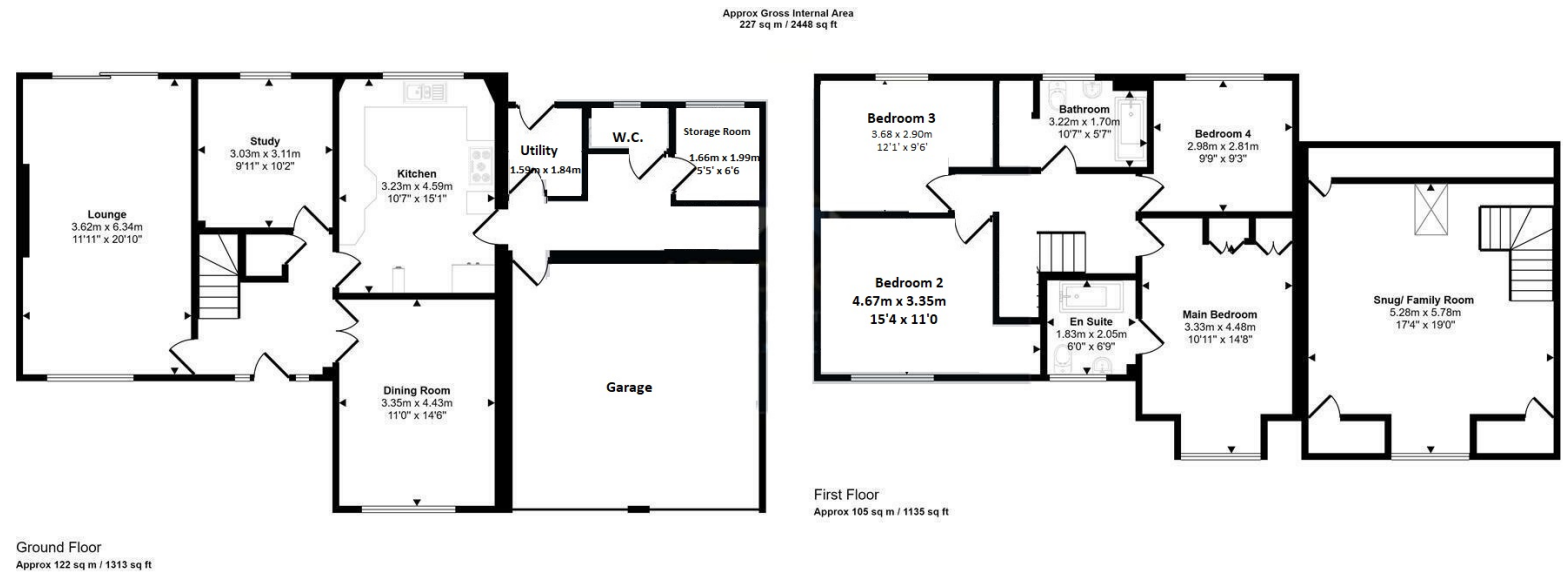 Approx Gross Internal Area
227 sq m / 2448 sq ft
Lounge
3.62m x 6.34m
11'11" x 20'10"
Study
3.03m x 3.11m
9'11" x 10'2"
Kitchen
3.23m x 4.59m
10'7" x 15'1"
Utility
1.59m x 1.84m
W.C.
Storage Room
1.66m x 1.99m
5'5' x 6'6
Dining Room
3.35m x 4.43m
11'0" x 14'6"
Garage
Ground Floor
Approx 122 sq m / 1313 sq ft
Bedroom 3
3.68 x 2.90m
12'1' x 9'6'
Bathroom
3.22m x 1.70m
10'7" x 5'7"
Bedroom 4
2.98m x 2.81m
9'9" x 9'3"
Bedroom 2
4.67m x 3.35m
15'4 x 11'0
En Suite
1.83m x 2.05m
6'0" x 6'9"
Main Bedroom
3.33m x 4.48m
10'11" x 14'8"
Snug/ Family Room
5.28m x 5.78m
17'4" x 19'0"
First Floor
Approx 105 sq m / 1135 sq ft